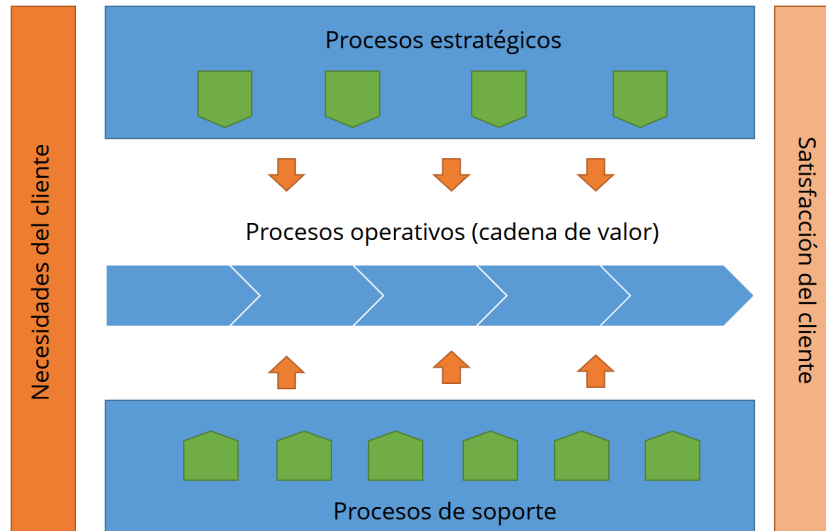 Necesidades del cliente
Procesos estratégicos
Procesos operativos (cadena de valor)
Procesos de soporte
Satisfacción del cliente